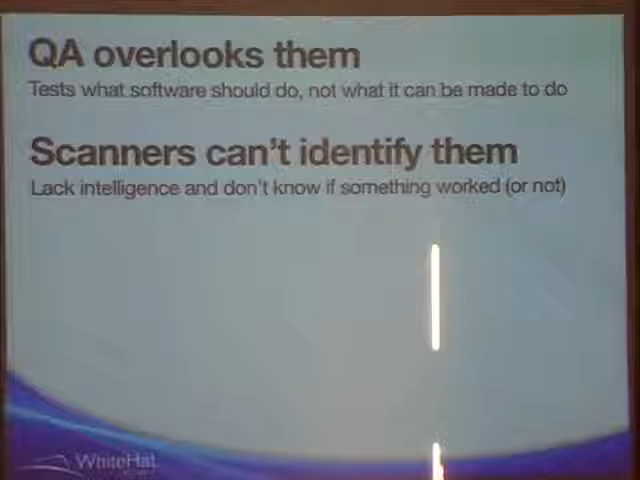 QA overlooks them
Tests what software should do, not what it can be made to do
Scanners can't identify them
Lack intelligence and don't know if something worked (or not)
WhiteHat